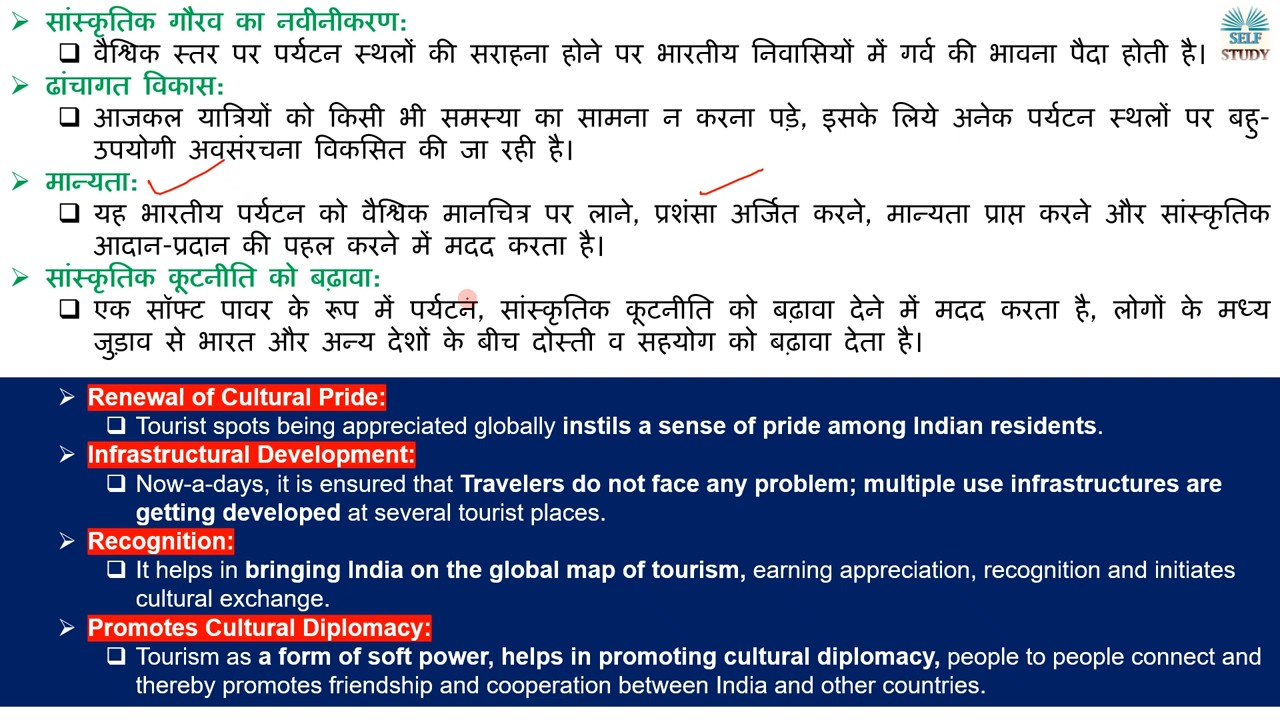 ➢ सांस्कृतिक गौरव का नवीनीकरण:
❑ वैश्विक स्तर पर पर्यटन स्थलों की सराहना होने पर भारतीय निवासियों में गर्व की भावना पैदा होती है।
SELF
STUDY
➢ ढांचागत विकास:
❑ आजकल यात्रियों को किसी भी समस्या का सामना न करना पड़े, इसके लिये अनेक पर्यटन स्थलों पर बहु-
उपयोगी अवसंरचना विकसित की जा रही है।
➢ मान्यता:
❑ यह भारतीय पर्यटन को वैश्विक मानचित्र पर लाने, प्रशंसा अर्जित करने, मान्यता प्राप्त करने और सांस्कृतिक
आदान-प्रदान की पहल करने में मदद करता है।
➢ सांस्कृतिक कूटनीति को बढ़ावा:
❑ एक सॉफ्ट पावर के रूप में पर्यटन, सांस्कृतिक कूटनीति को बढ़ावा देने में मदद करता है, लोगों के मध्य
जुड़ाव से भारत और अन्य देशों के बीच दोस्ती व सहयोग को बढ़ावा देता है।
➢ Renewal of Cultural Pride:
❑ Tourist spots being appreciated globally instils a sense of pride among Indian residents.
➢ Infrastructural Development:
❑ Now-a-days, it is ensured that Travelers do not face any problem; multiple use infrastructures are
getting developed at several tourist places.
➢ Recognition:
❑ It helps in bringing India on the global map of tourism, earning appreciation, recognition and initiates
cultural exchange.
➢ Promotes Cultural Diplomacy:
❑ Tourism as a form of soft power, helps in promoting cultural diplomacy, people to people connect and
thereby promotes friendship and cooperation between India and other countries.